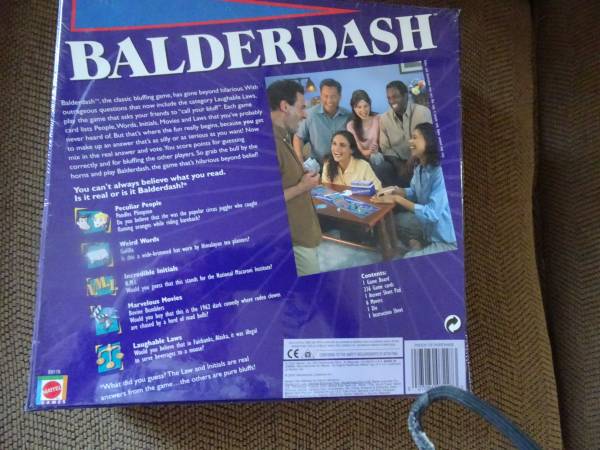 BALDERDASH™
Balderdash™, the classic bluffing game, has gone beyond hilarious. With
outrageous questions that now include the category Laughable Laws,
play the game that asks your friends to "call your bluff". Each game
card lists People, Words, Initials, Movies and Laws that you've probably
never heard of. But that's where the fun really begins, because you get
to make up an answer that's as silly or as serious as you want! Now
mix in the real answer and vote. You score points for guessing
correctly and for bluffing the other players. So grab the bull by the
horns and play Balderdash, the game that's hilarious beyond belief!
You can't always believe what you read.
Is it real or is it Balderdash?*
Peculiar People
Do you believe that she was the popular circus juggler who caught
flaming oranges while riding bareback?
Weird Words
Is this a wide-brimmed hat worn by Himalayan tea planters?
Incredible Initials
N.M.I.
Would you guess that this stands for the National Macaroni Institute?
Marvelous Movies
Bovine Bumblers
Would you buy that this is the 1962 dark comedy where rodeo clowns
are chased by a herd of mad bulls?
Laughable Laws
Would you believe that in Fairbanks, Alaska, it was illegal
to serve beverages to a moose?
*What did you guess? The Law and Initials are real
answers from the game...the others are pure bluffs!
Contents:
1 Game Board
336 Game cards
1 Answer Sheet Pad
6 Movers
1 Die
1 Instruction Sheet
MATTEL
GAMES
CE